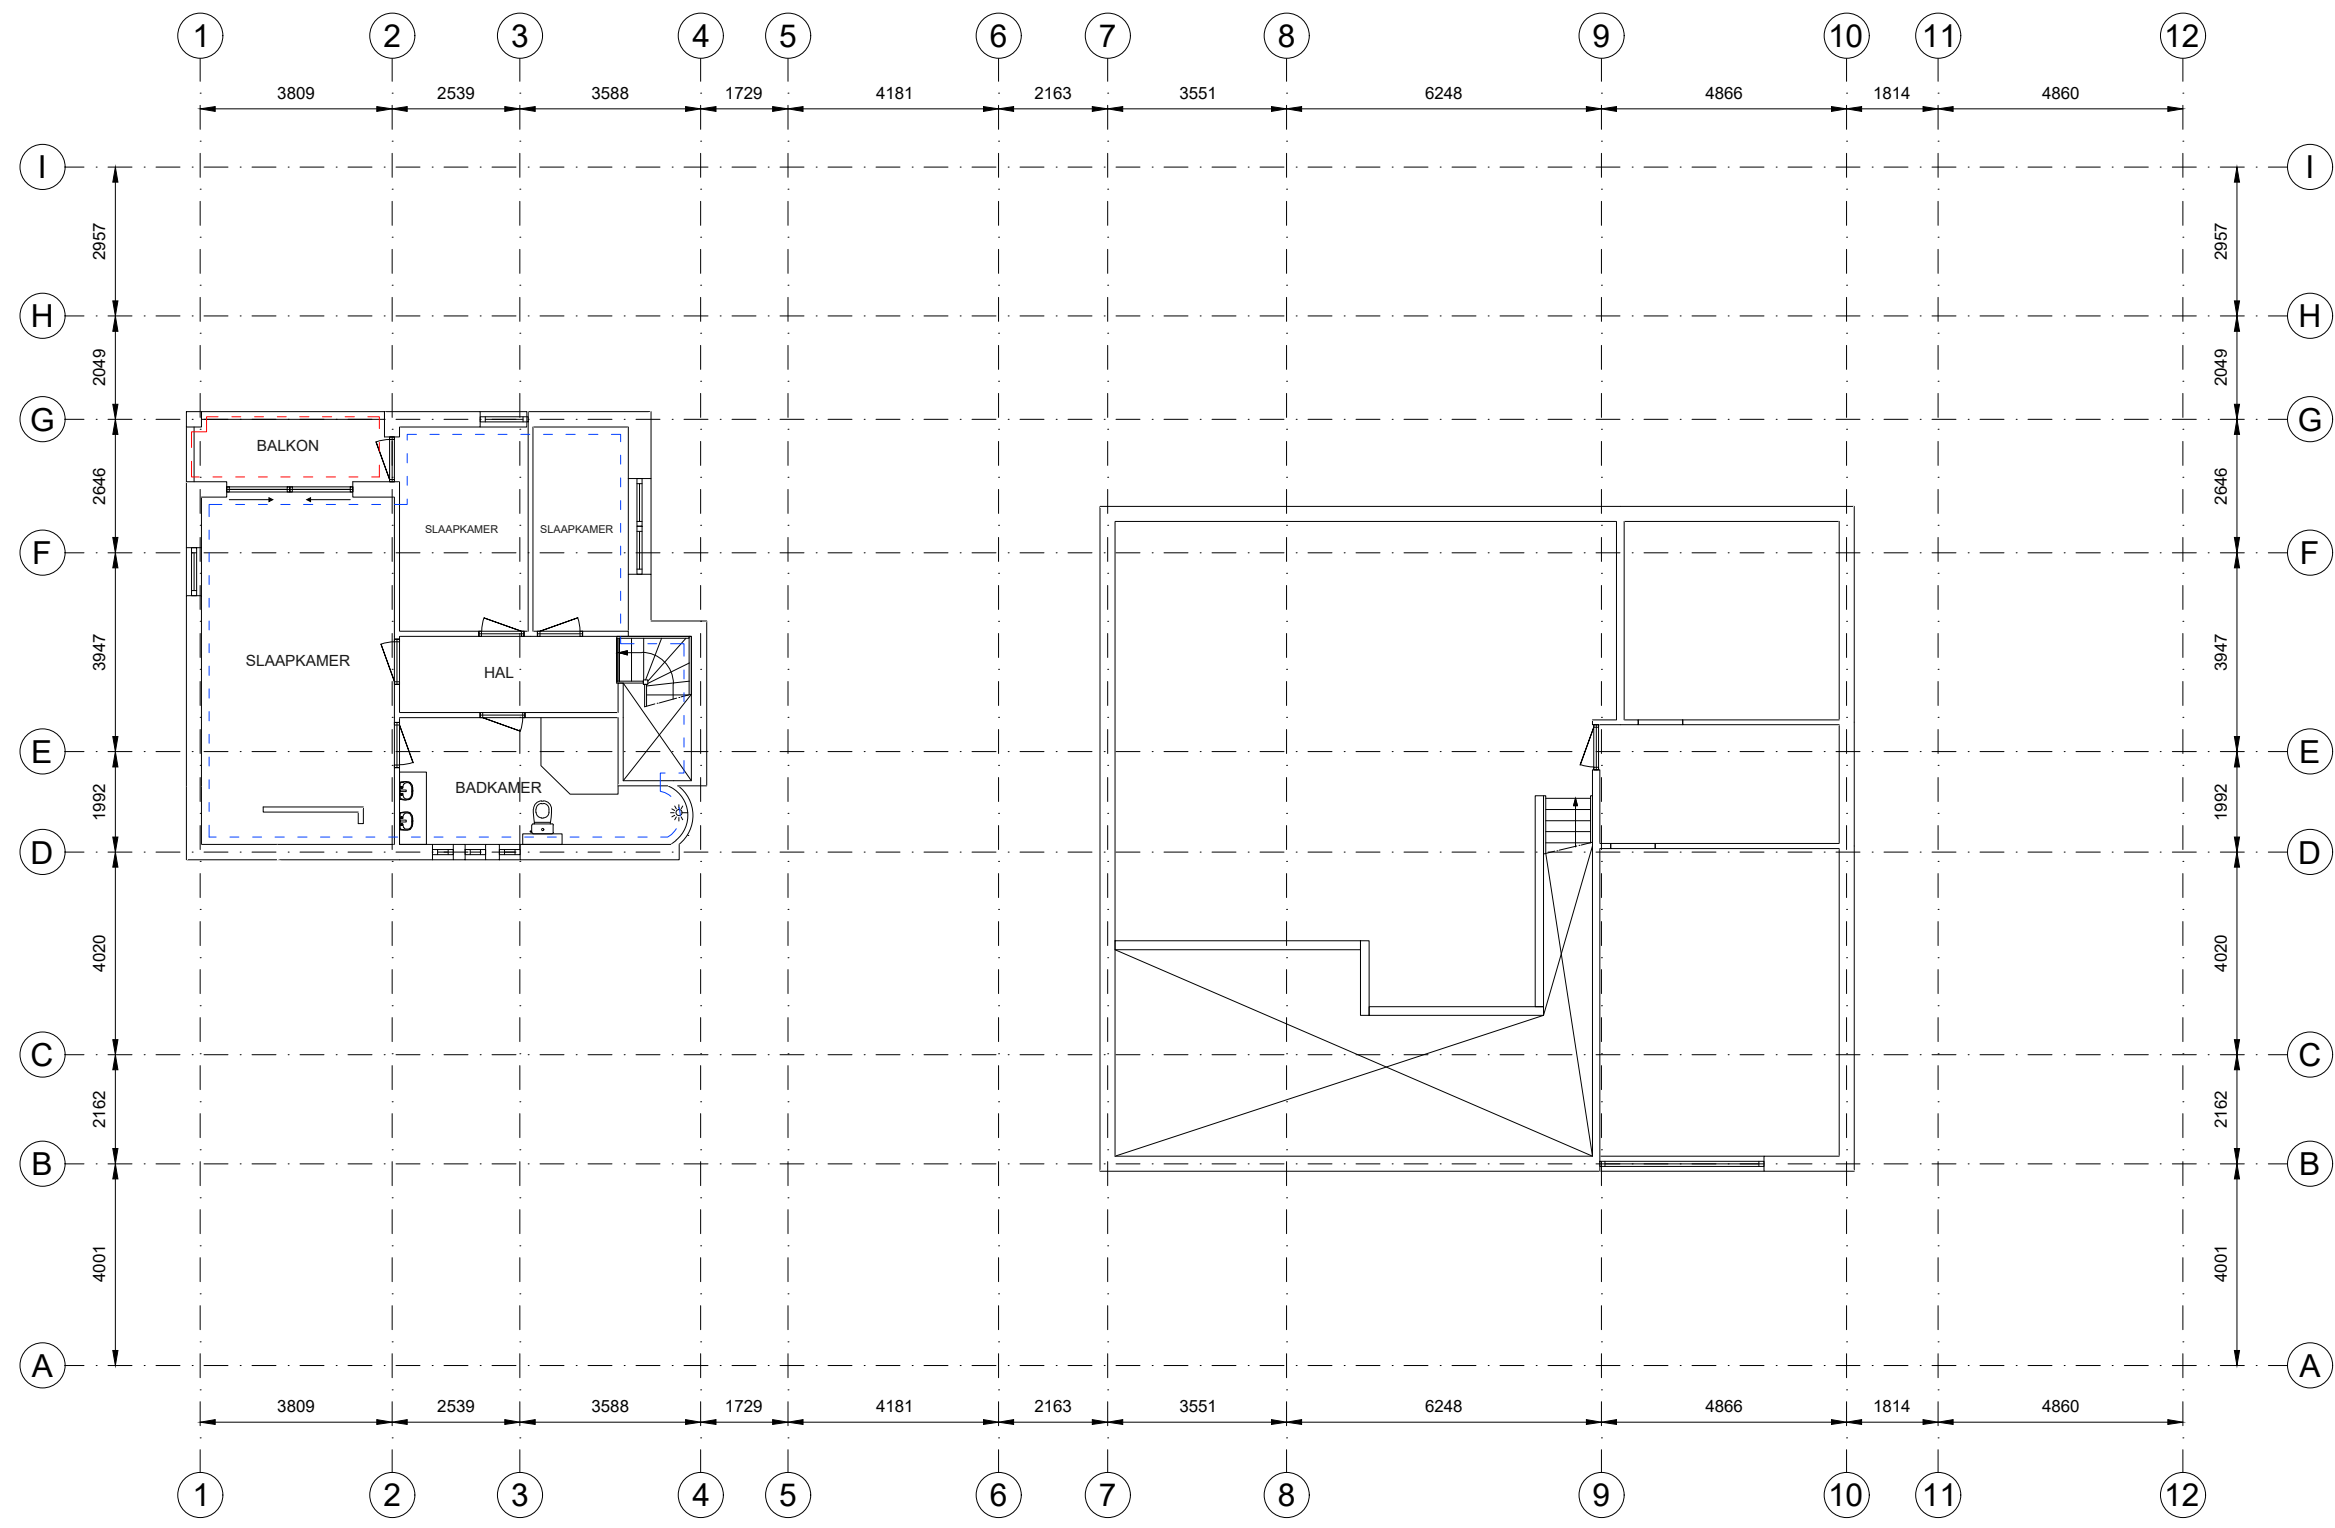 1 2 3 4 5 6 7 8 9 10 11 12
3809 2539 3588 1729 4181 2163 3551 6248 4866 1814 4860
I I
2957 2957
H H
2049 2049
G G
BALKON
2646 2646
SLAAPKAMER SLAAPKAMER
F F
3947 3947
SLAAPKAMER
HAL
E E
BADKAMER
1992 1992
D D
4020 4020
C C
2162 2162
B B
4001 4001
A A
3809 2539 3588 1729 4181 2163 3551 6248 4866 1814 4860
1 2 3 4 5 6 7 8 9 10 11 12